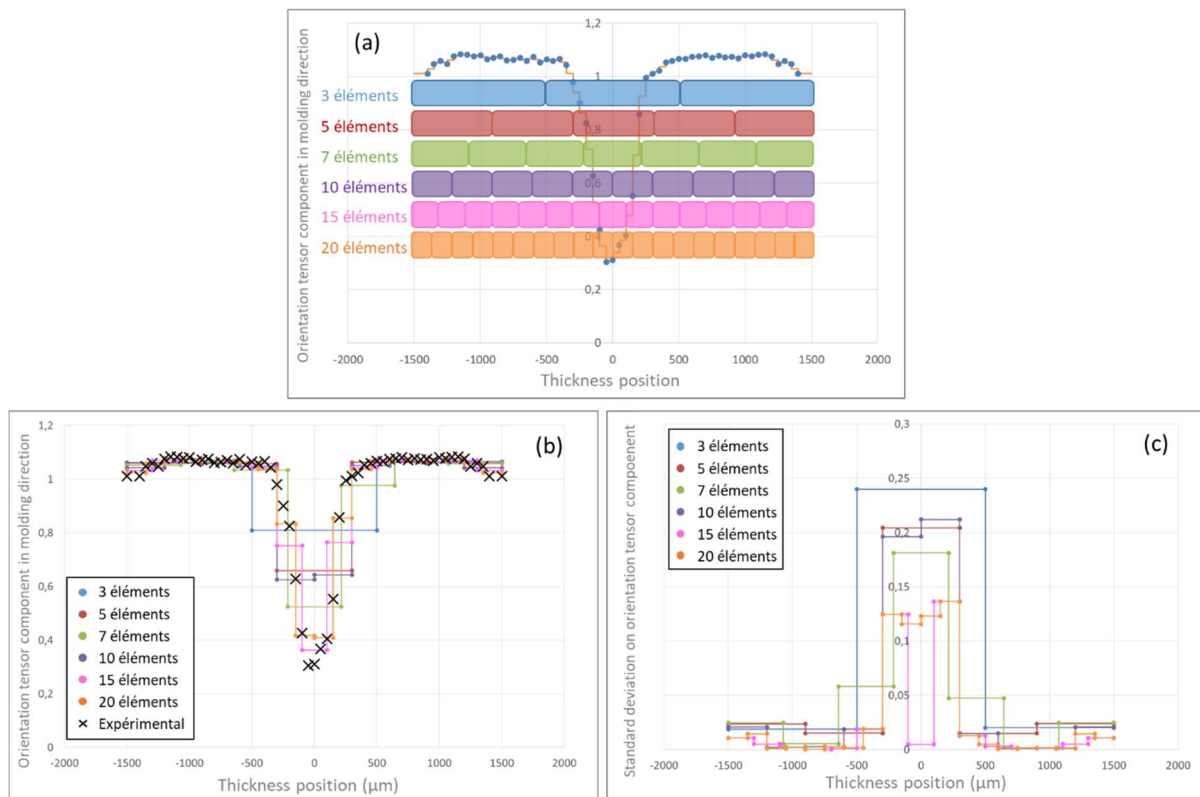 (a)
Orientation tensor component in molding direction
1,2
1
0,8
0,6
0,4
0,2
0
3 éléments
5 éléments
7 éléments
10 éléments
15 éléments
20 éléments
-2000 -1500 -1000 -500 0 500 1000 1500 2000
Thickness position
(b)
Orientation tensor component in molding direction
1,2
1
0,8
0,6
0,4
0,2
0
3 éléments
5 éléments
7 éléments
10 éléments
15 éléments
20 éléments
Expérimental
-2000 -1500 -1000 -500 0 500 1000 1500 2000
Thickness position (µm)
(c)
Standard deviation on orientation tensor compoenent
0,3
0,25
0,2
0,15
0,1
0,05
0
3 éléments
5 éléments
7 éléments
10 éléments
15 éléments
20 éléments
-2000 -1500 -1000 -500 0 500 1000 1500 2000
Thickness position (µm)